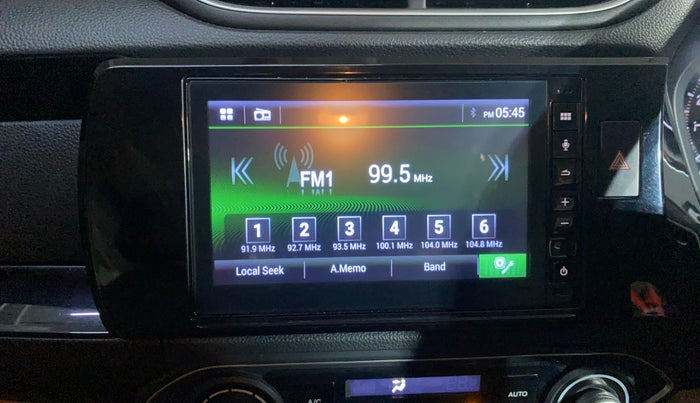 PM 05:45
FM1 99.5 MHz
1 2 3 4 5 6
91.9 MHz 92.7 MHz 93.5 MHz 100.1 MHz 104.0 MHz 104.8 MHz
Local Seek A.Memo Band
A/C AUTO